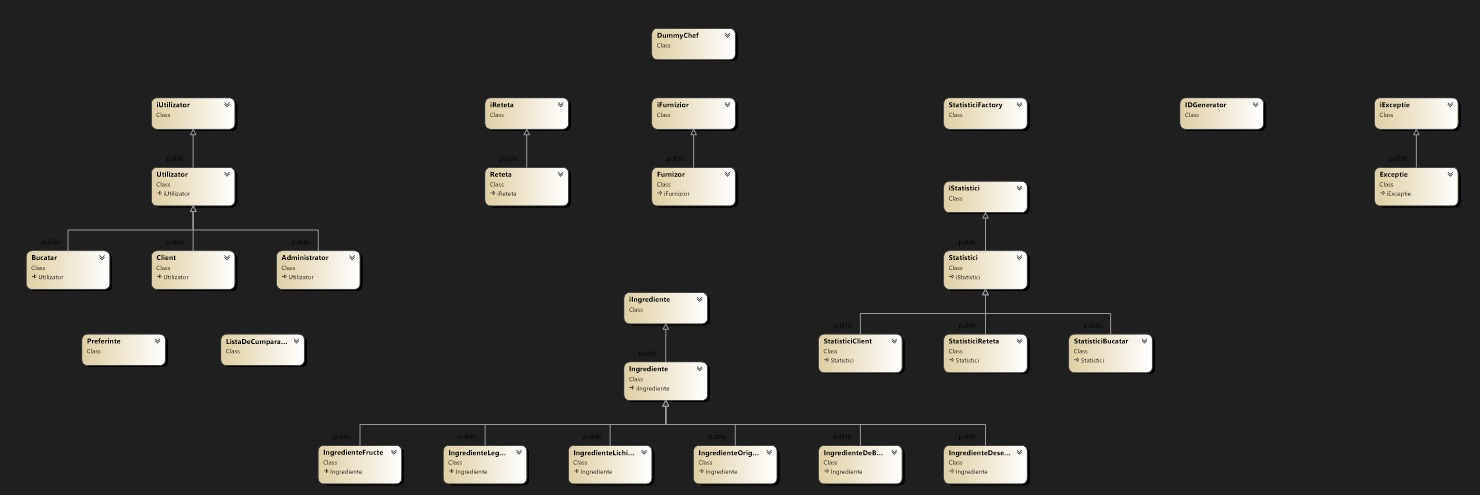 DummyChef
Class
iUtilizator
Class
iReteta
Class
iFurnizior
Class
StatisticiFactory
Class
IDGenerator
Class
iExceptie
Class
public
public
public
public
Utilizator
Class
iUtilizator
Reteta
Class
iReteta
Furnizor
Class
iFurnizior
Exceptie
Class
iExceptie
iStatistici
Class
public
public
public
public
Bucatar
Class
Utilizator
Client
Class
Utilizator
Administrator
Class
Utilizator
Statistici
Class
iStatistici
iIngrediente
Class
public
public
public
Preferinte
Class
ListaDeCumpara...
Class
StatisticiClient
Class
Statistici
StatisticiReteta
Class
Statistici
StatisticiBucatar
Class
Statistici
public
Ingrediente
Class
iIngrediente
public
public
public
public
public
public
IngredienteFructe
Class
Ingrediente
IngredienteLeg...
Class
Ingrediente
IngredienteLichi...
Class
Ingrediente
IngredienteOrig...
Class
Ingrediente
IngredienteDeB...
Class
Ingrediente
IngredienteDese...
Class
Ingrediente